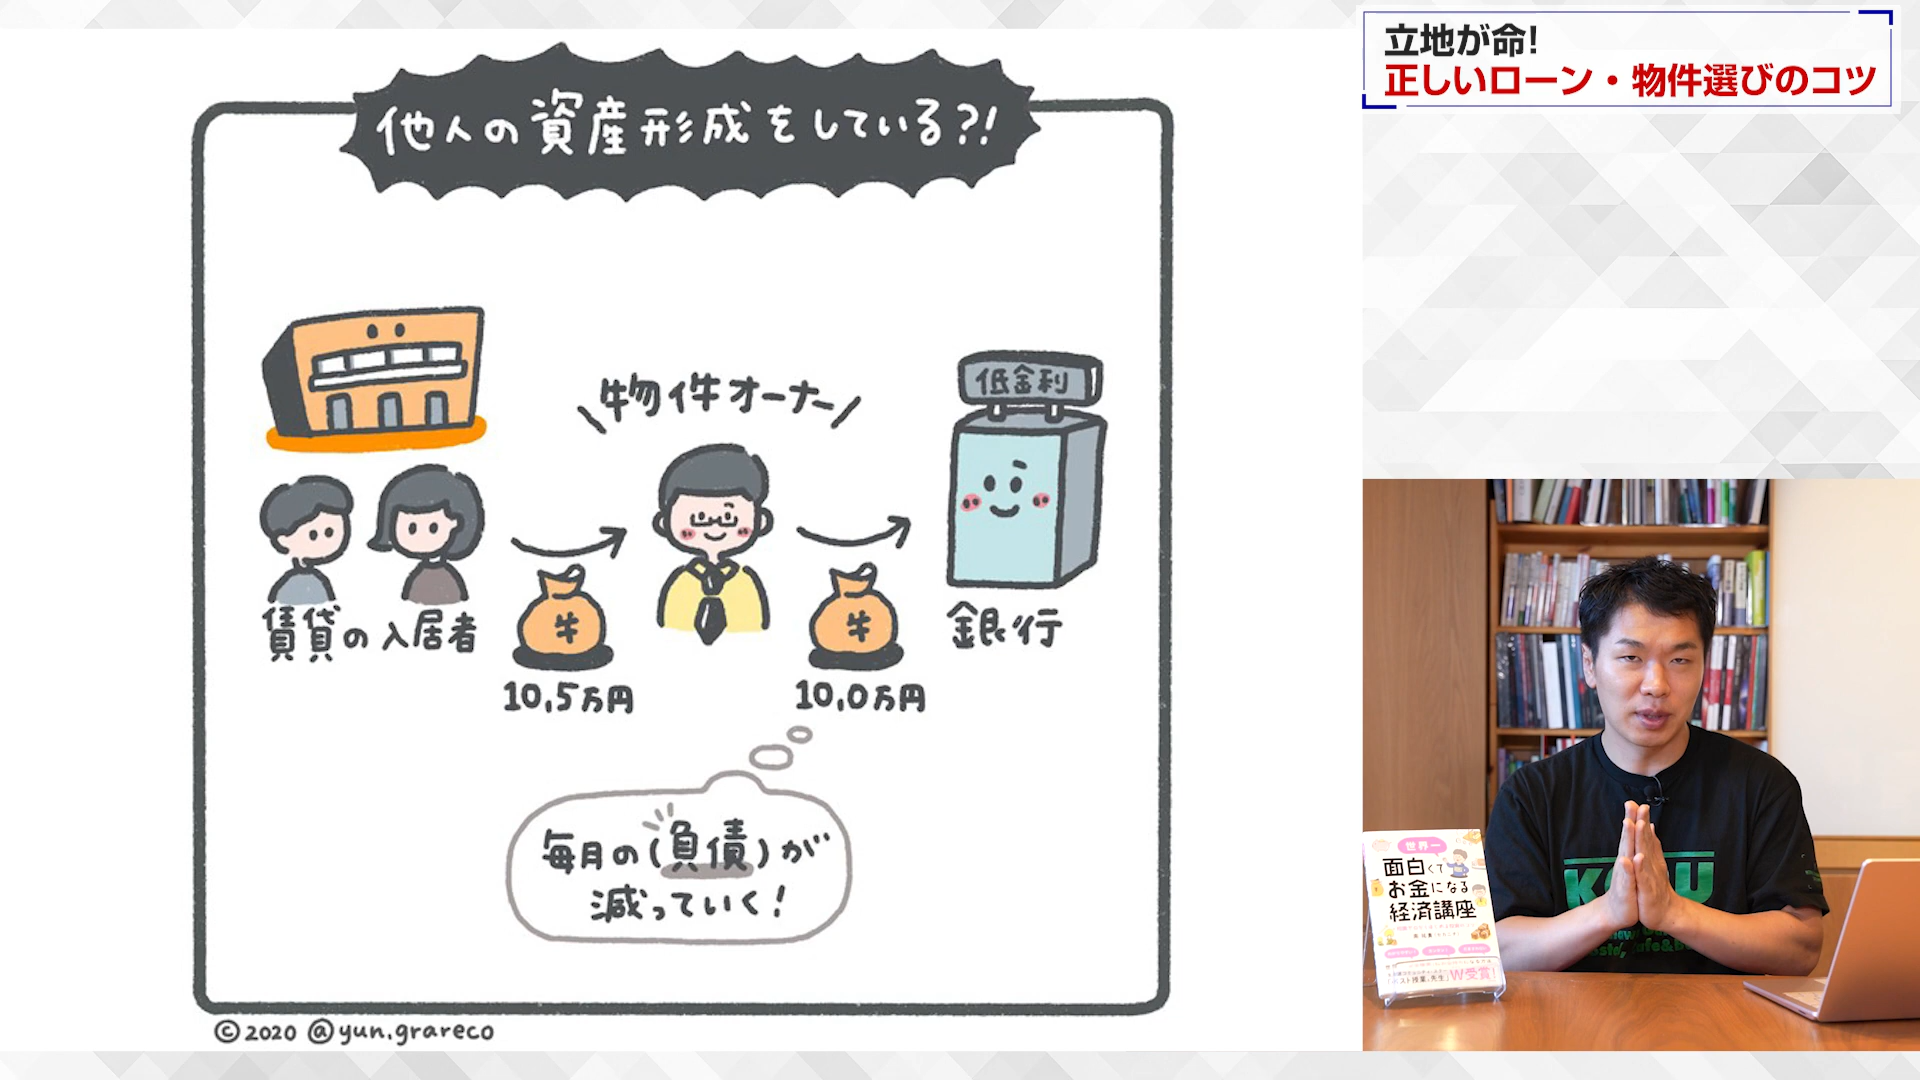 立地が命!
正しいローン・物件選びのコツ
他人の資産形成をしている?!
物件オーナー
低金利
賃貸の入居者
銀行
10.5万円
10.0万円
毎月の(負債)が
減っていく!
©2020 @yun.grareco
世界一
面白くて
お金になる
経済講座
W受賞!